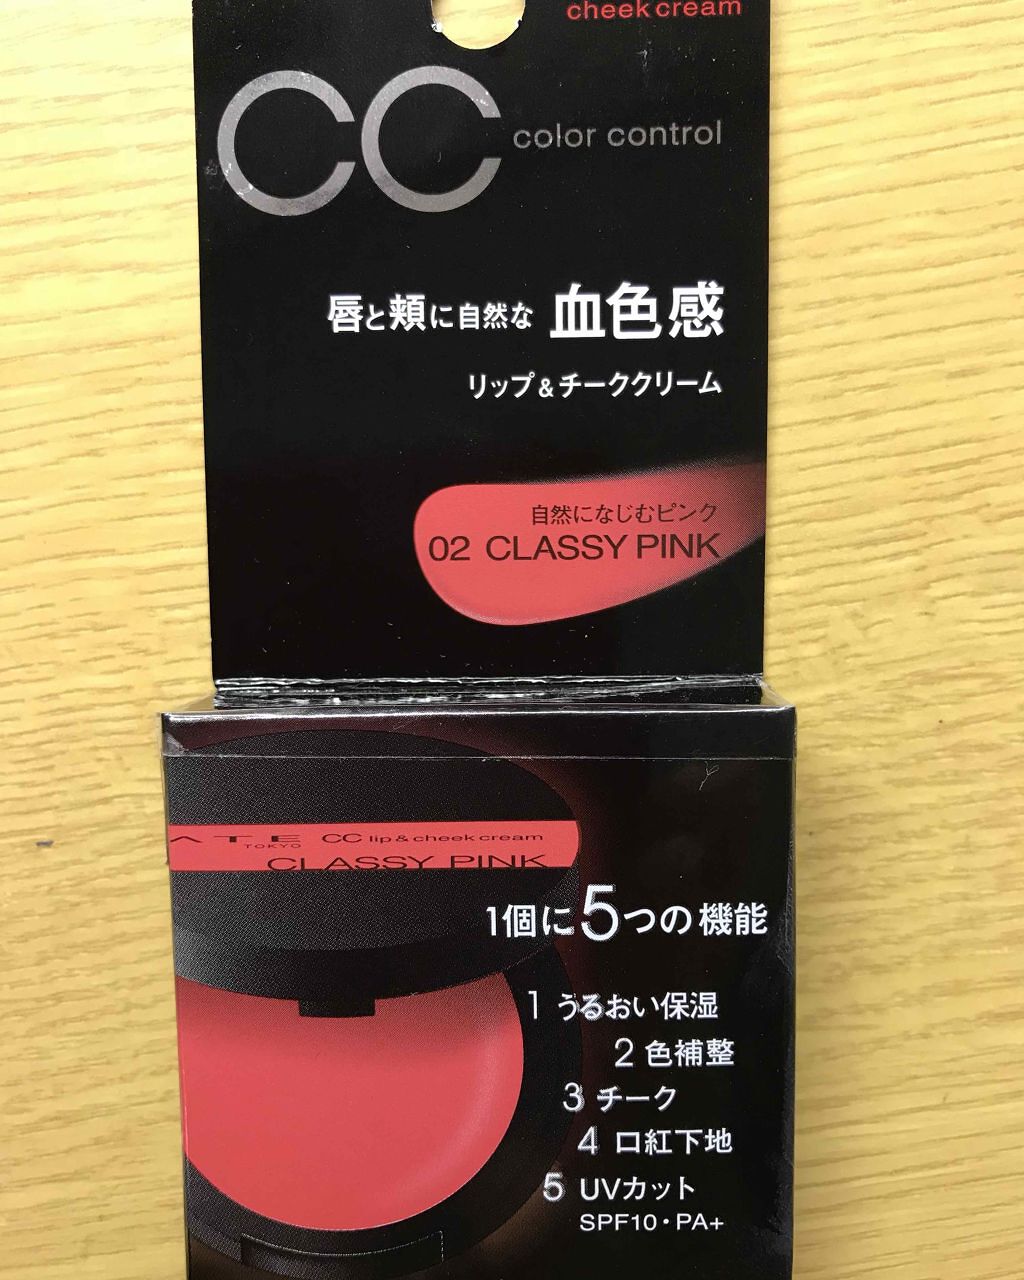 cheek cream
CC color control
唇と頬に自然な 血色感
リップ&チーククリーム
自然になじむピンク
02 CLASSY PINK
ATE
TOKYO
CC lip & cheek cream
CLASSY PINK
1個に5つの機能
1 うるおい保湿
2 色補整
3 チーク
4 口紅下地
5 UVカット
SPF10・PA+